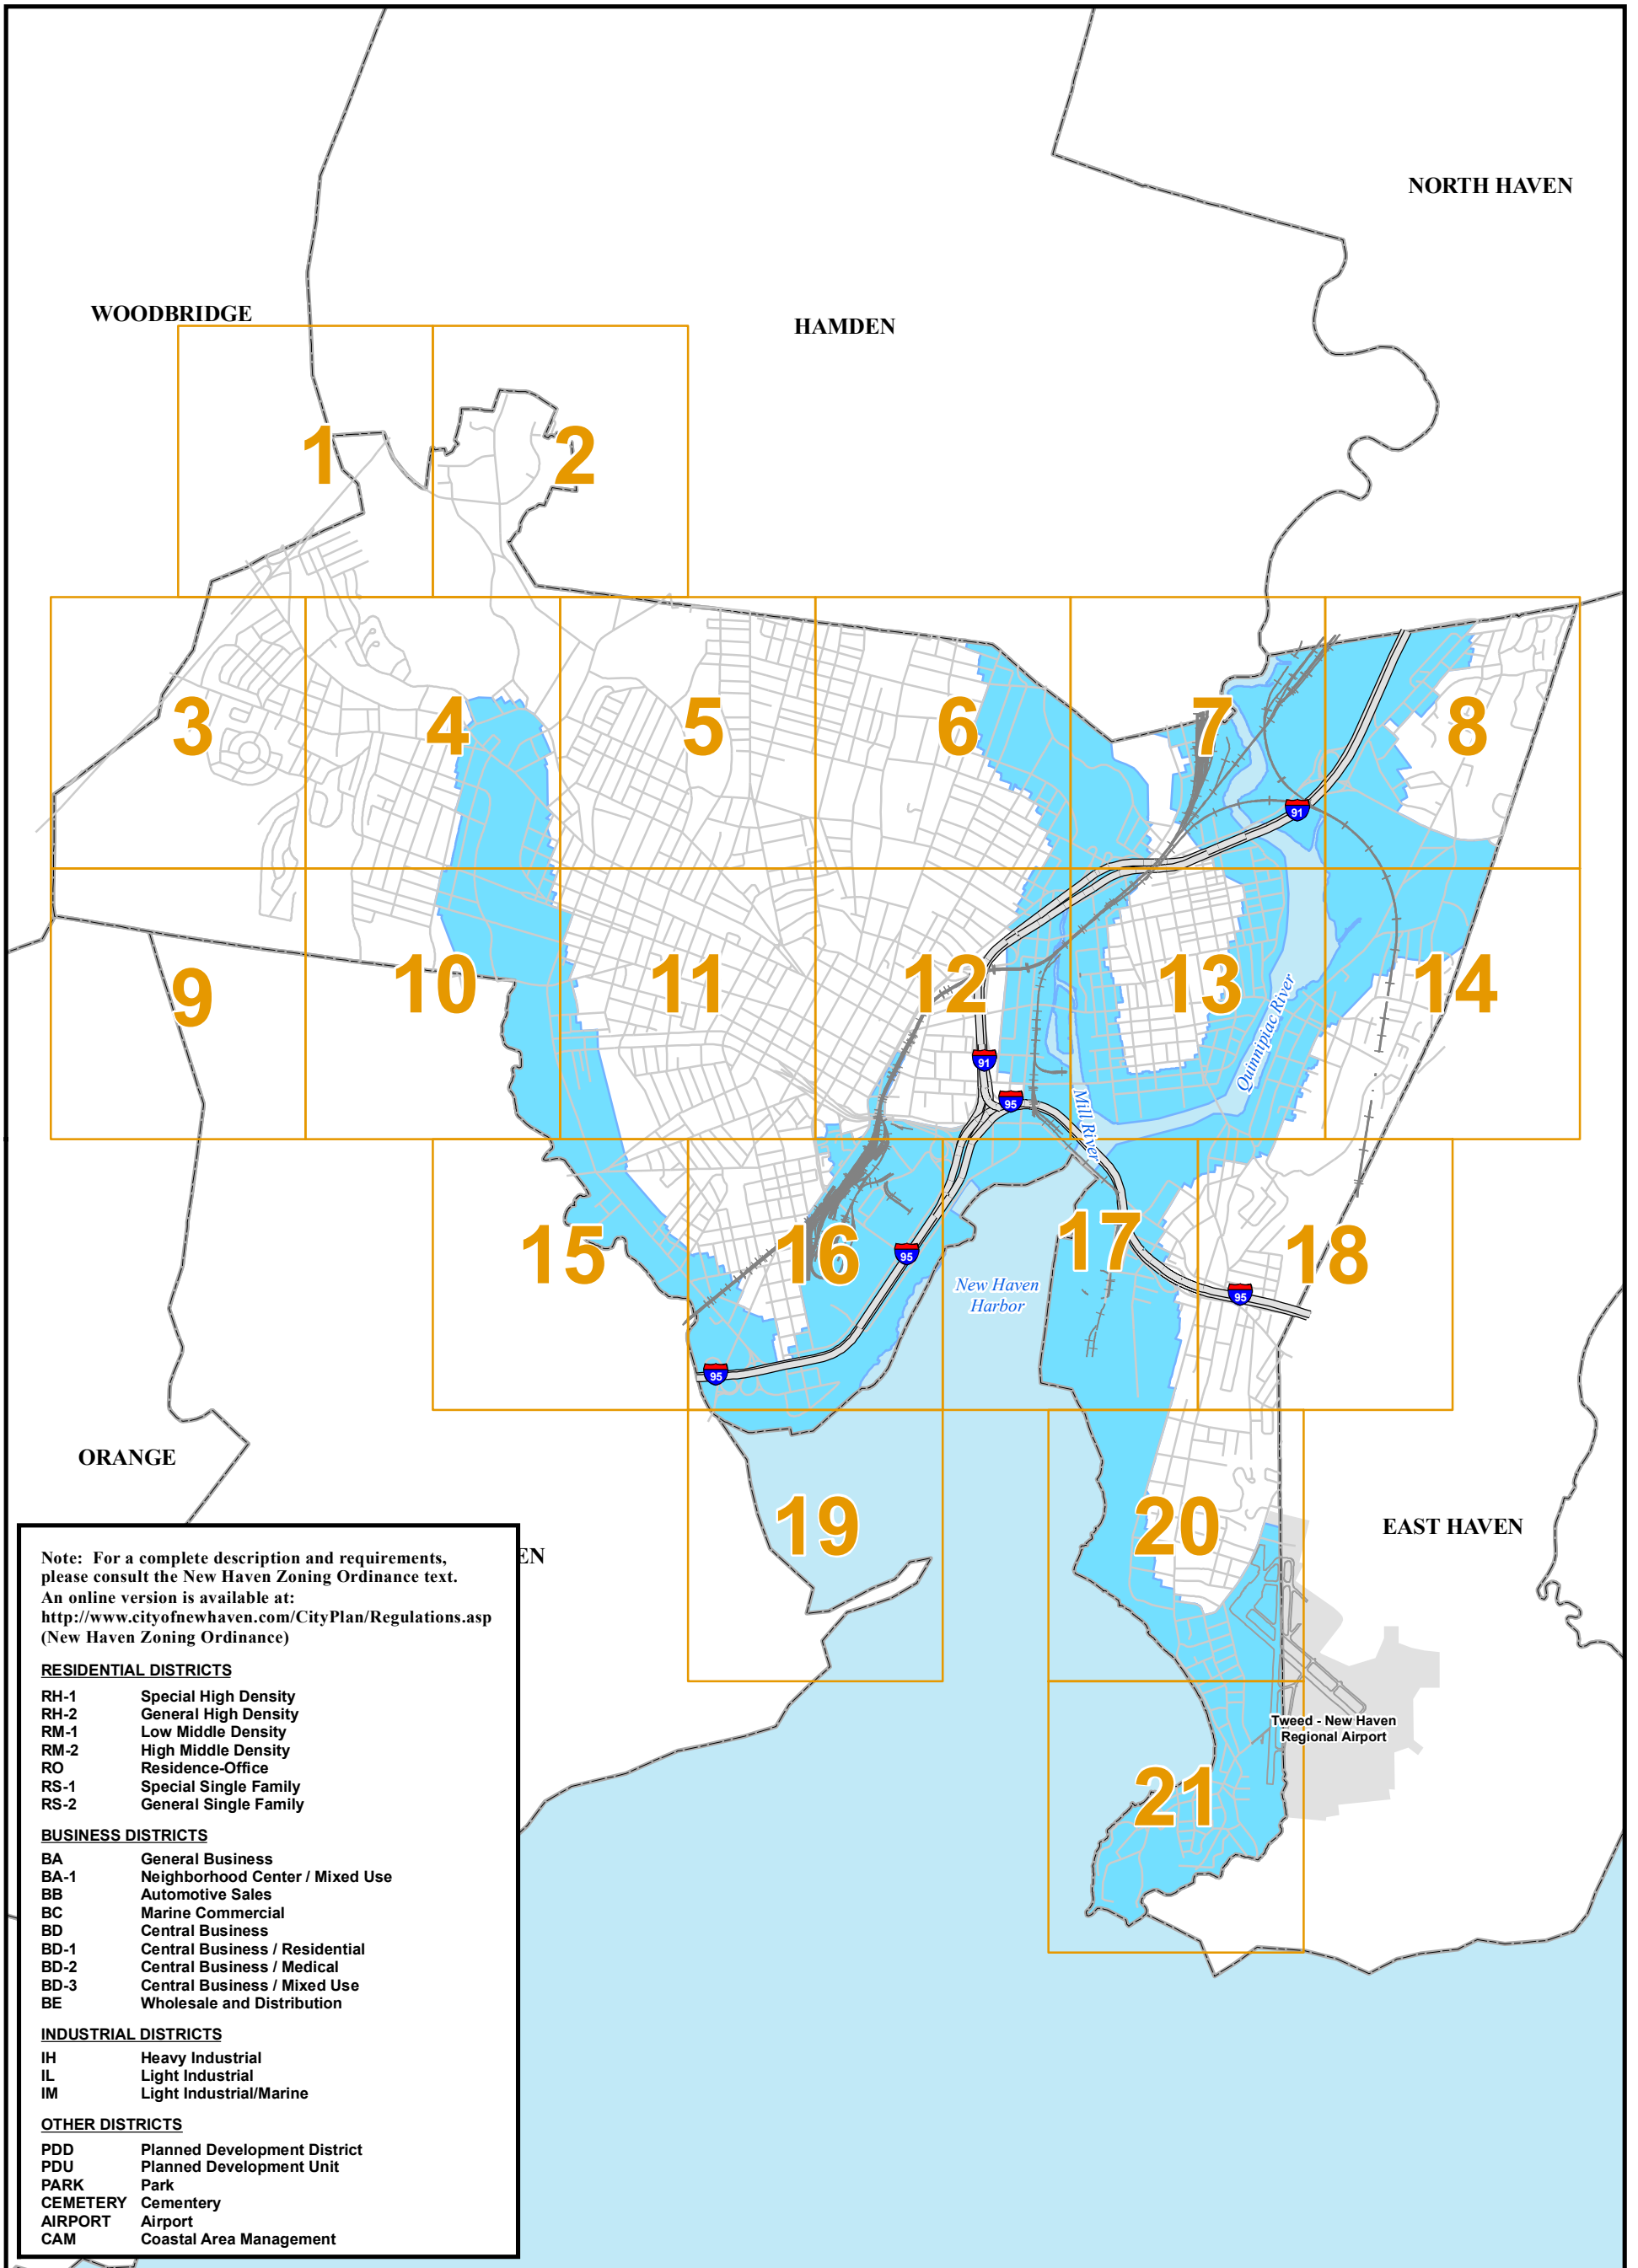 NORTH HAVEN
WOODBRIDGE
HAMDEN
1
2
3
4
5
6
7
8
91
9
10
11
12
13
14
Quinnipiac River
91
95
Mill River
15
16
17
18
95
New Haven
Harbor
95
95
ORANGE
19
20
EAST HAVEN
EN
Tweed - New Haven
Regional Airport
21
Note: For a complete description and requirements,
please consult the New Haven Zoning Ordinance text.
An online version is available at:
http://www.cityofnewhaven.com/CityPlan/Regulations.asp
(New Haven Zoning Ordinance)
RESIDENTIAL DISTRICTS
RH-1 Special High Density
RH-2 General High Density
RM-1 Low Middle Density
RM-2 High Middle Density
RO Residence-Office
RS-1 Special Single Family
RS-2 General Single Family
BUSINESS DISTRICTS
BA General Business
BA-1 Neighborhood Center / Mixed Use
BB Automotive Sales
BC Marine Commercial
BD Central Business
BD-1 Central Business / Residential
BD-2 Central Business / Medical
BD-3 Central Business / Mixed Use
BE Wholesale and Distribution
INDUSTRIAL DISTRICTS
IH Heavy Industrial
IL Light Industrial
IM Light Industrial/Marine
OTHER DISTRICTS
PDD Planned Development District
PDU Planned Development Unit
PARK Park
CEMETERY Cementery
AIRPORT Airport
CAM Coastal Area Management